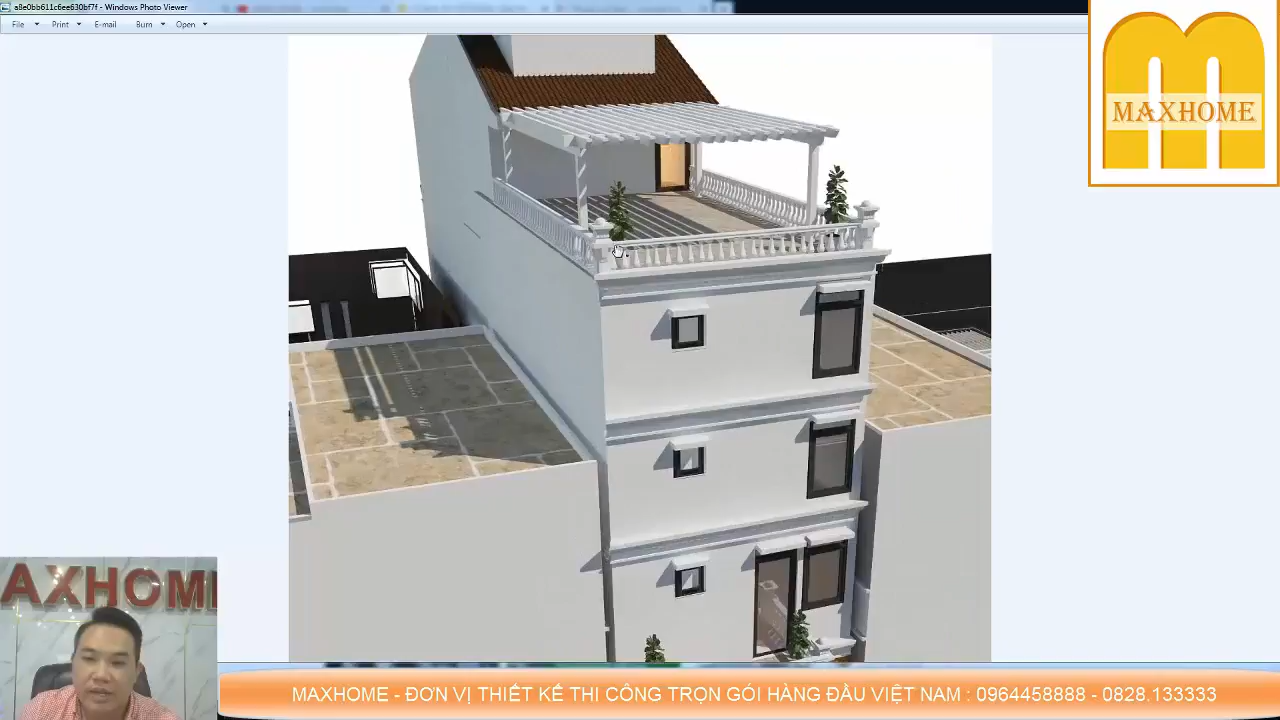 a8e0bb611c6ee630bf7f - Windows Photo Viewer
File Print E-mail Burn Open
MAXHOME
AXHOM
MAXHOME - ĐƠN VỊ THIẾT KẾ THI CÔNG TRỌN GÓI HÀNG ĐẦU VIỆT NAM : 0964458888 - 0828.133333